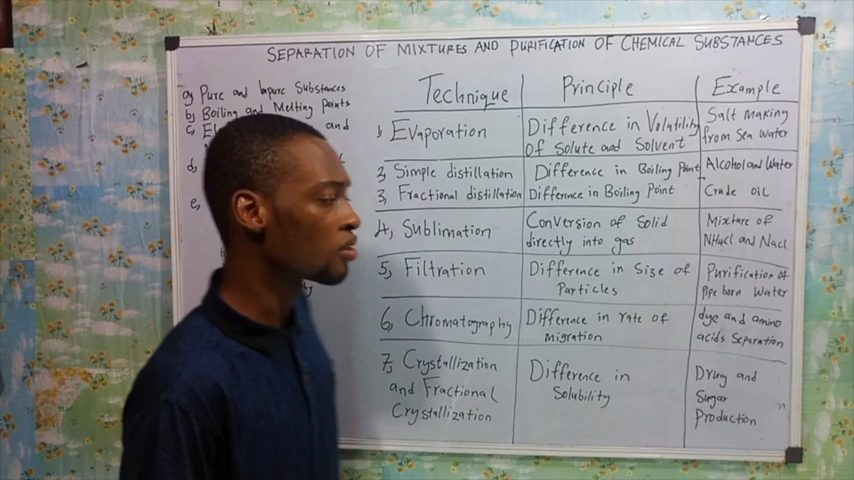 SEPARATION OF MIXTURES AND PURIFICATION OF CHEMICAL SUBSTANCES
a, Pure and Impure Substances
b, Boiling and Melting Points
c, and
d,
e,
Technique Principle Example
1, Evaporation
Difference in Volatility
of Solute and Solvent
Salt making
from Sea water
2, Simple distillation
Difference in Boiling Point
Alcohol and Water
3, Fractional distillation
Difference in Boiling Point
Crude oil
4, Sublimation
Conversion of Solid
directly into gas
Mixture of
NH4Cl and Nacl
5, Filtration
Difference in Size of
Particles
Purification of
Pipe born Water
6, Chromatography
Difference in rate of
migration
dye and amino
acids Separation
7, Crystallization
and Fractional
Crystallization
Difference in
Solubility
Drug and
Sugar
Production